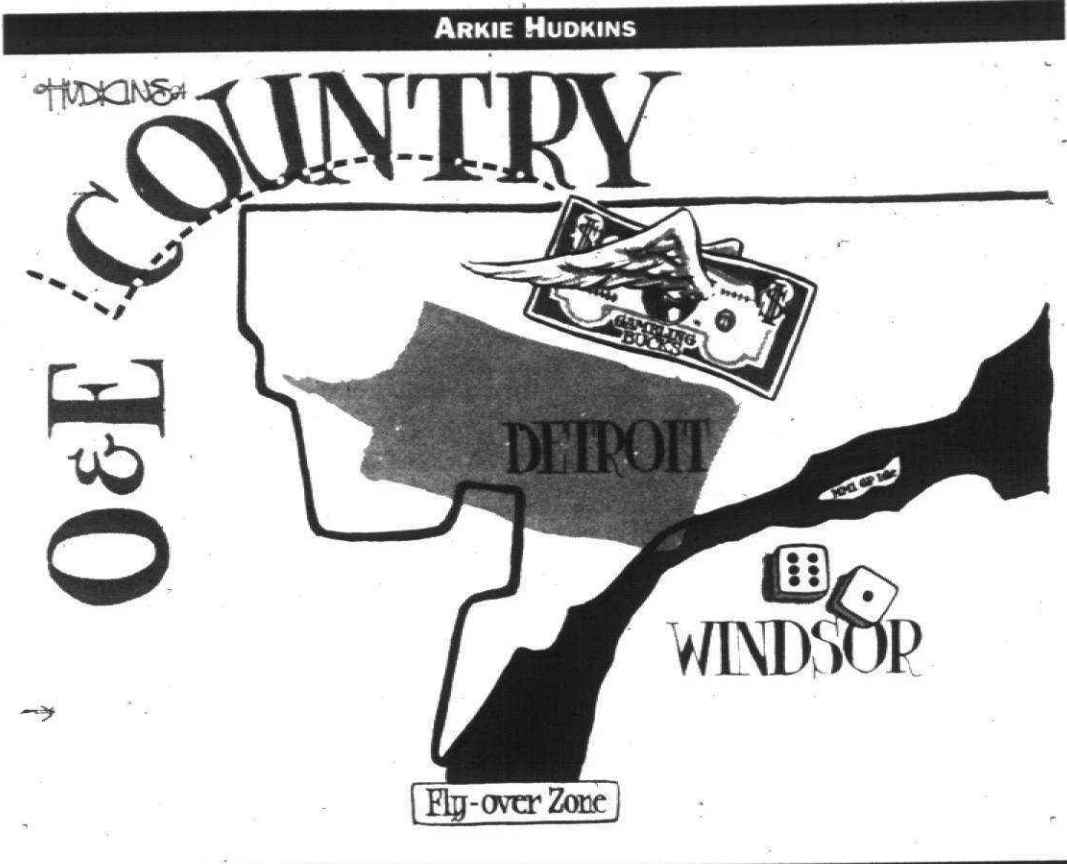 ARKIE HUDKINS
HUDKINS
O&E COUNTRY
GAMBLING
BUCKS
DETROIT
WINDSOR
Fly-over Zone